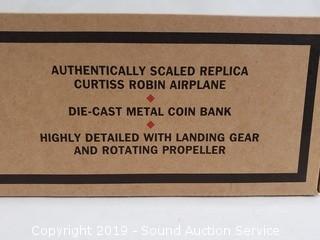 AUTHENTICALLY SCALED REPLICA
CURTISS ROBIN AIRPLANE
DIE-CAST METAL COIN BANK
HIGHLY DETAILED WITH LANDING GEAR
AND ROTATING PROPELLER
Copyright 2019 - Sound Auction Service